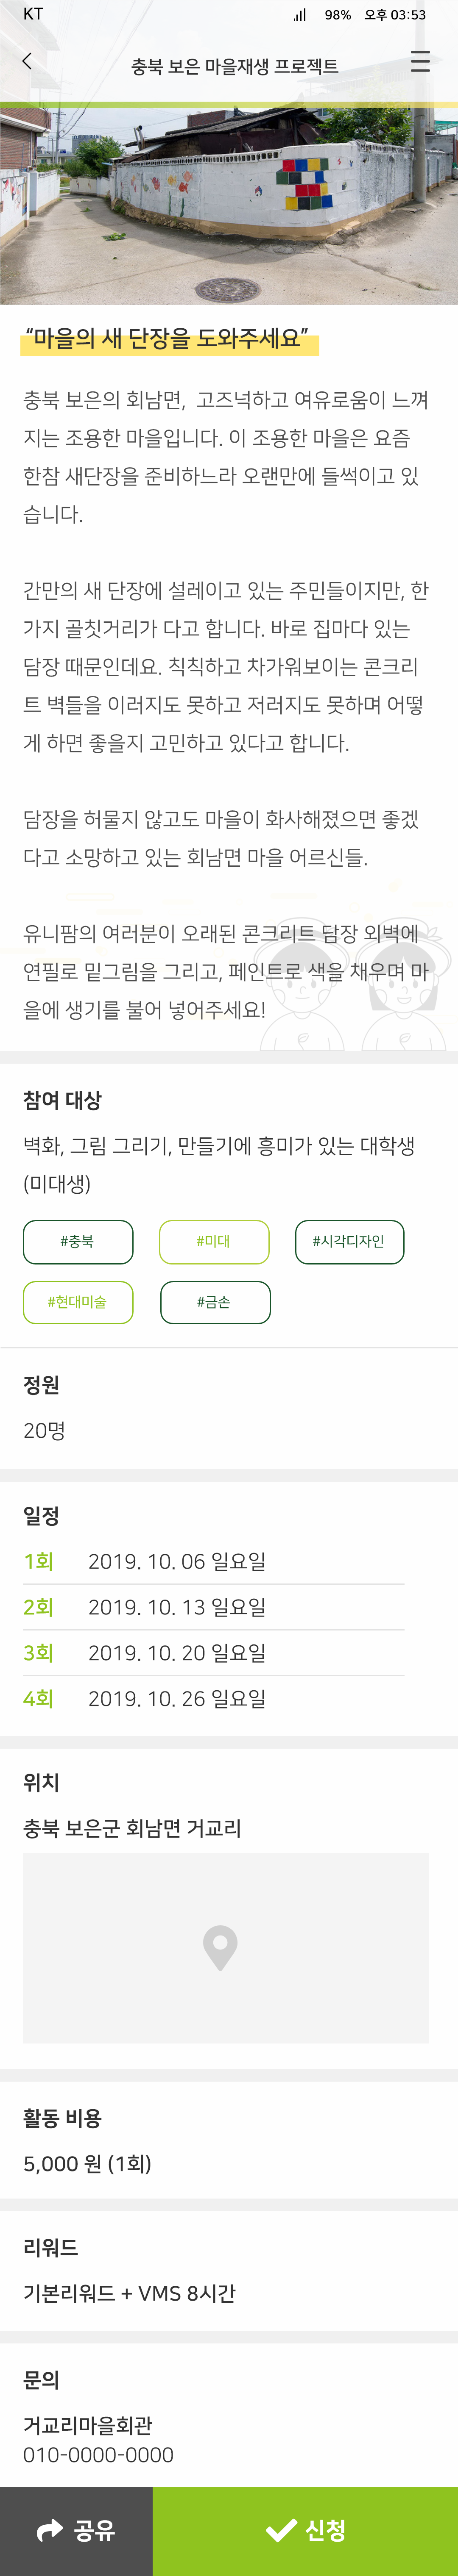 KT 98% 오후 03:53
충북 보은 마을재생 프로젝트
“마을의 새 단장을 도와주세요”
충북 보은의 회남면, 고즈넉하고 여유로움이 느껴
지는 조용한 마을입니다. 이 조용한 마을은 요즘
한참 새단장을 준비하느라 오랜만에 들썩이고 있
습니다.
간만의 새 단장에 설레이고 있는 주민들이지만, 한
가지 골칫거리가 다고 합니다. 바로 집마다 있는
담장 때문인데요. 칙칙하고 차가워보이는 콘크리
트 벽들을 이러지도 못하고 저러지도 못하며 어떻
게 하면 좋을지 고민하고 있다고 합니다.
담장을 허물지 않고도 마을이 화사해졌으면 좋겠
다고 소망하고 있는 회남면 마을 어르신들.
유니팜의 여러분이 오래된 콘크리트 담장 외벽에
연필로 밑그림을 그리고, 페인트로 색을 채우며 마
을에 생기를 불어 넣어주세요!
참여 대상
벽화, 그림 그리기, 만들기에 흥미가 있는 대학생
(미대생)
#충북 #미대 #시각디자인
#현대미술 #금손
정원
20명
일정
1회 2019. 10. 06 일요일
2회 2019. 10. 13 일요일
3회 2019. 10. 20 일요일
4회 2019. 10. 26 일요일
위치
충북 보은군 회남면 거교리
활동 비용
5,000 원 (1회)
리워드
기본리워드 + VMS 8시간
문의
거교리마을회관
010-0000-0000
공유 신청